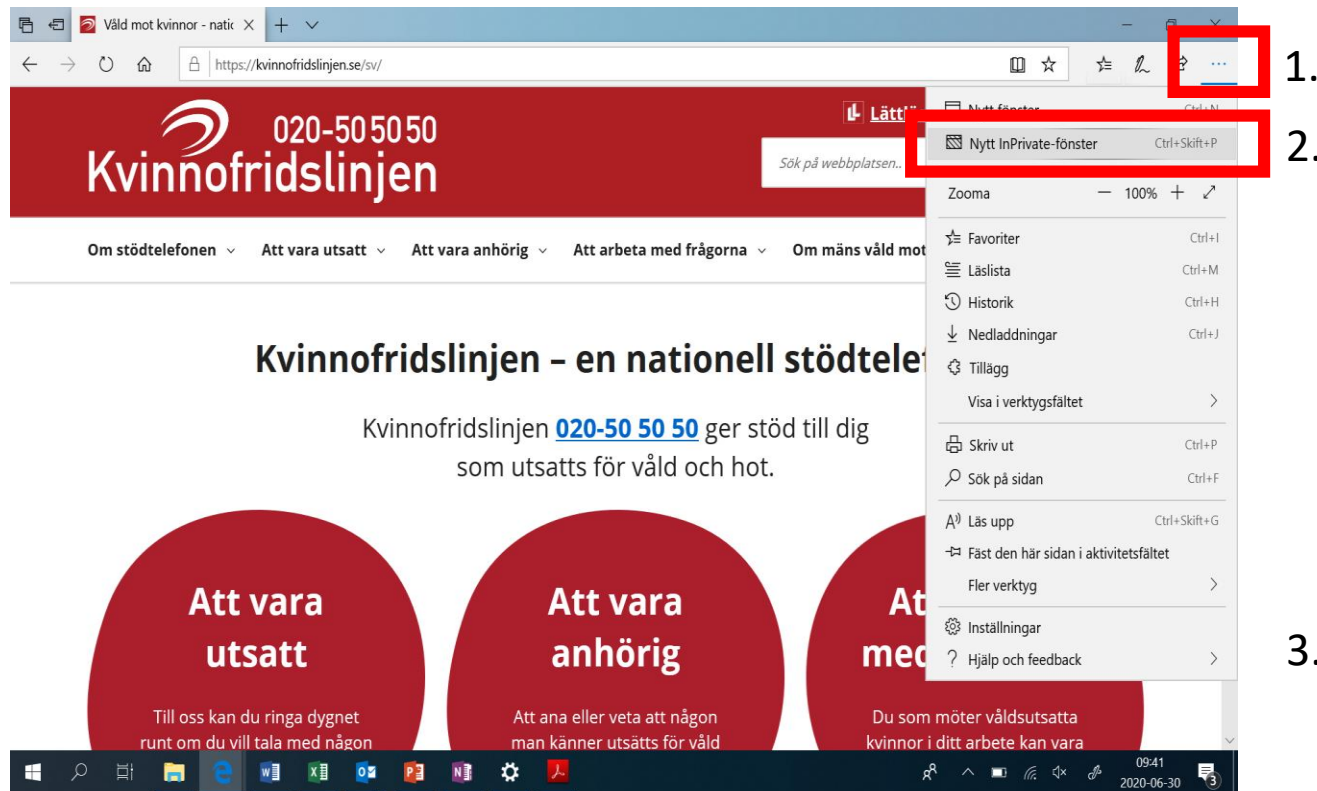 Våld mot kvinnor - natic
https://kvinnofridslinjen.se/sv/
1.
020-50 50 50
Kvinnofridslinjen
Lättl
Sök på webbplatsen..
Nytt fönster Ctrl+N
Nytt InPrivate-fönster Ctrl+Skift+P
2.
Zooma — 100% +
Om stödtelefonen Att vara utsatt Att vara anhörig Att arbeta med frågorna Om mäns våld mot
Favoriter Ctrl+I
Läslista Ctrl+M
Historik Ctrl+H
Nedladdningar Ctrl+J
Tillägg
Visa i verktygsfältet
Skriv ut Ctrl+P
Sök på sidan Ctrl+F
Läs upp Ctrl+Skift+G
Fäst den här sidan i aktivitetsfältet
Fler verktyg
Inställningar
Hjälp och feedback
3.
Kvinnofridslinjen – en nationell stödtele
Kvinnofridslinjen 020-50 50 50 ger stöd till dig
som utsatts för våld och hot.
Att vara
utsatt
Till oss kan du ringa dygnet
runt om du vill tala med någon
Att vara
anhörig
Att ana eller veta att någon
man känner utsätts för våld
At
med
Du som möter våldsutsatta
kvinnor i ditt arbete kan vara
09:41
2020-06-30
3